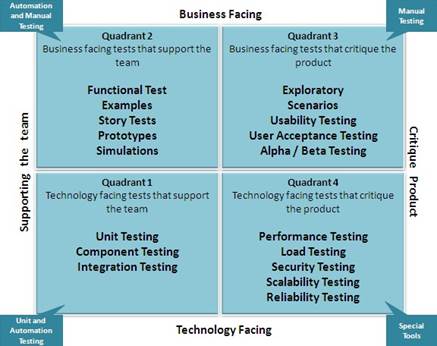 Automation
and Manual
Testing
Business Facing
Manual
Testing
Quadrant 2
Business facing tests that support the
team
Functional Test
Examples
Story Tests
Prototypes
Simulations
Quadrant 3
Business facing tests that critique the
product
Exploratory
Scenarios
Usability Testing
User Acceptance Testing
Alpha / Beta Testing
Supporting the team
Critique Product
Quadrant 1
Technology facing tests that support
the team
Unit Testing
Component Testing
Integration Testing
Quadrant 4
Technology facing tests that critique
the product
Performance Testing
Load Testing
Security Testing
Scalability Testing
Reliability Testing
Unit and
Automation
Testing
Technology Facing
Special
Tools